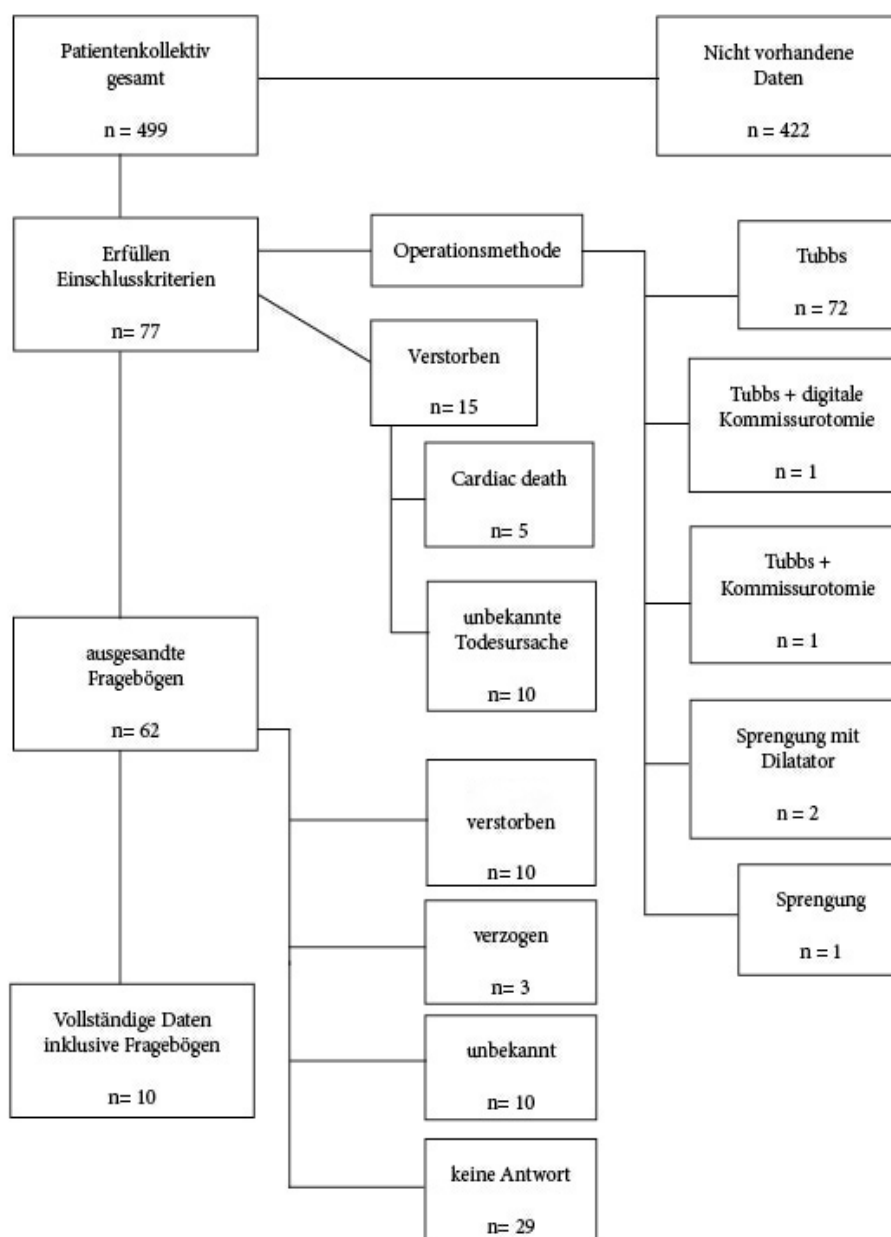 Patientenkollektiv
gesamt
n = 499
Nicht vorhandene
Daten
n = 422
Erfüllen
Einschlusskriterien
n= 77
Operationsmethode
Tubbs
n = 72
Verstorben
n= 15
Tubbs + digitale
Kommissurotomie
n = 1
Cardiac death
n= 5
Tubbs +
Kommissurotomie
n = 1
unbekannte
Todesursache
n= 10
ausgesandte
Fragebögen
n= 62
Sprengung mit
Dilatator
n = 2
verstorben
n= 10
Sprengung
n = 1
verzogen
n= 3
Vollständige Daten
inklusive Fragebögen
n= 10
unbekannt
n= 10
keine Antwort
n= 29